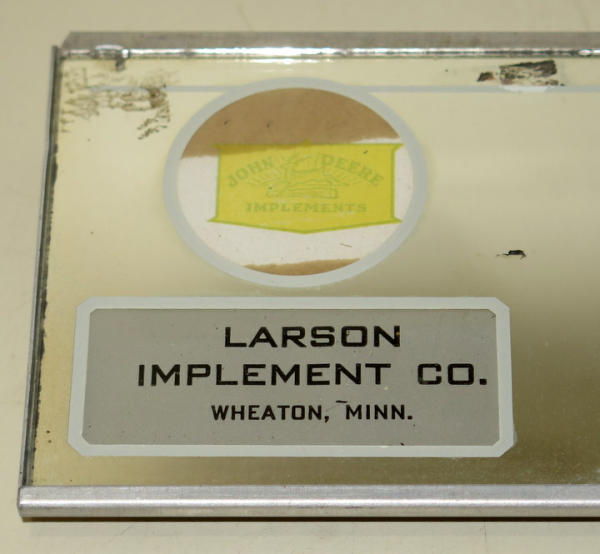 JOHN DEERE
IMPLEMENTS
LARSON
IMPLEMENT CO.
WHEATON, MINN.